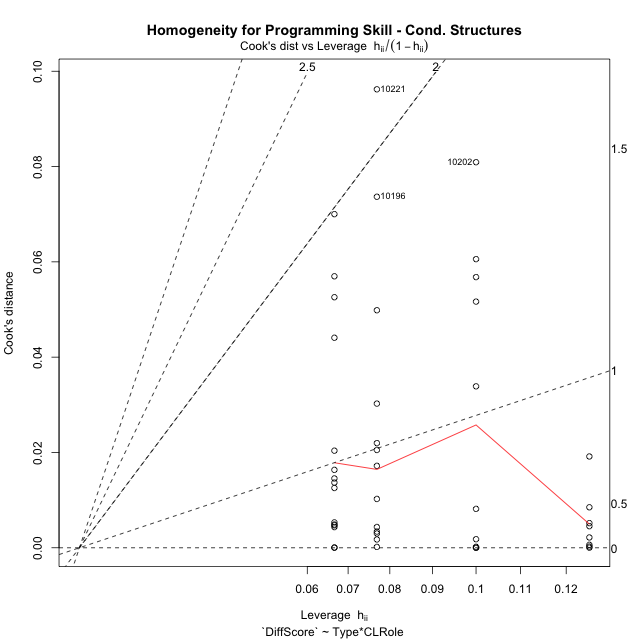 Homogeneity for Programming Skill - Cond. Structures
Cook's dist vs Leverage hii/(1 − hii)
2.5
2
1.5
1
0.5
0
10221
10202
10196
Cook's distance
0.10
0.08
0.06
0.04
0.02
0.00
0.06 0.07 0.08 0.09 0.1 0.11 0.12
Leverage hii
`DiffScore` ~ Type*CLRole